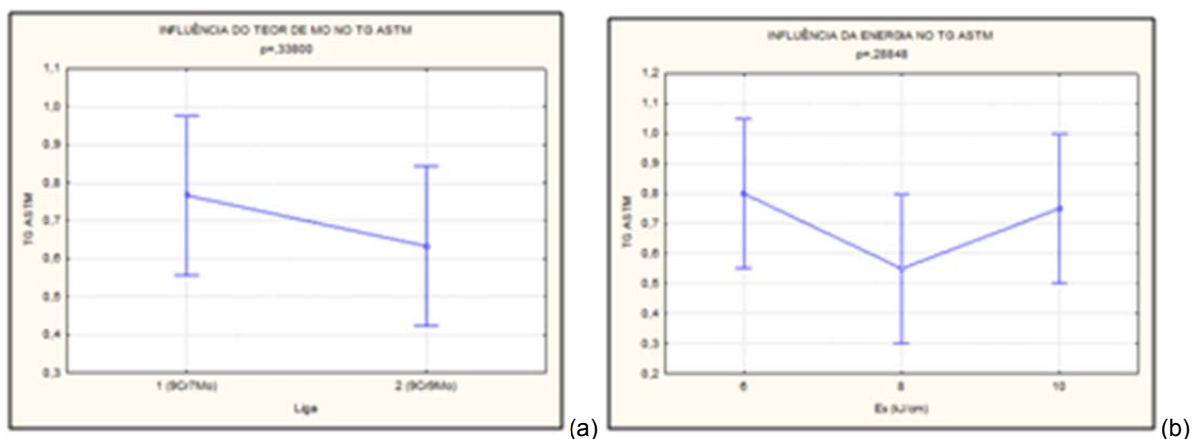 INFLUÊNCIA DO TEOR DE MO NO TG ASTM
p=,33800
1,1
1,0
0,9
0,8
0,7
0,6
0,5
0,4
0,3
TG ASTM
1 (9Cr7Mo)
2 (9Cr9Mo)
Liga
(a)
INFLUÊNCIA DA ENERGIA NO TG ASTM
p=,28848
1,2
1,1
1,0
0,9
0,8
0,7
0,6
0,5
0,4
0,3
0,2
TG ASTM
6
8
10
Es (kJ/cm)
(b)